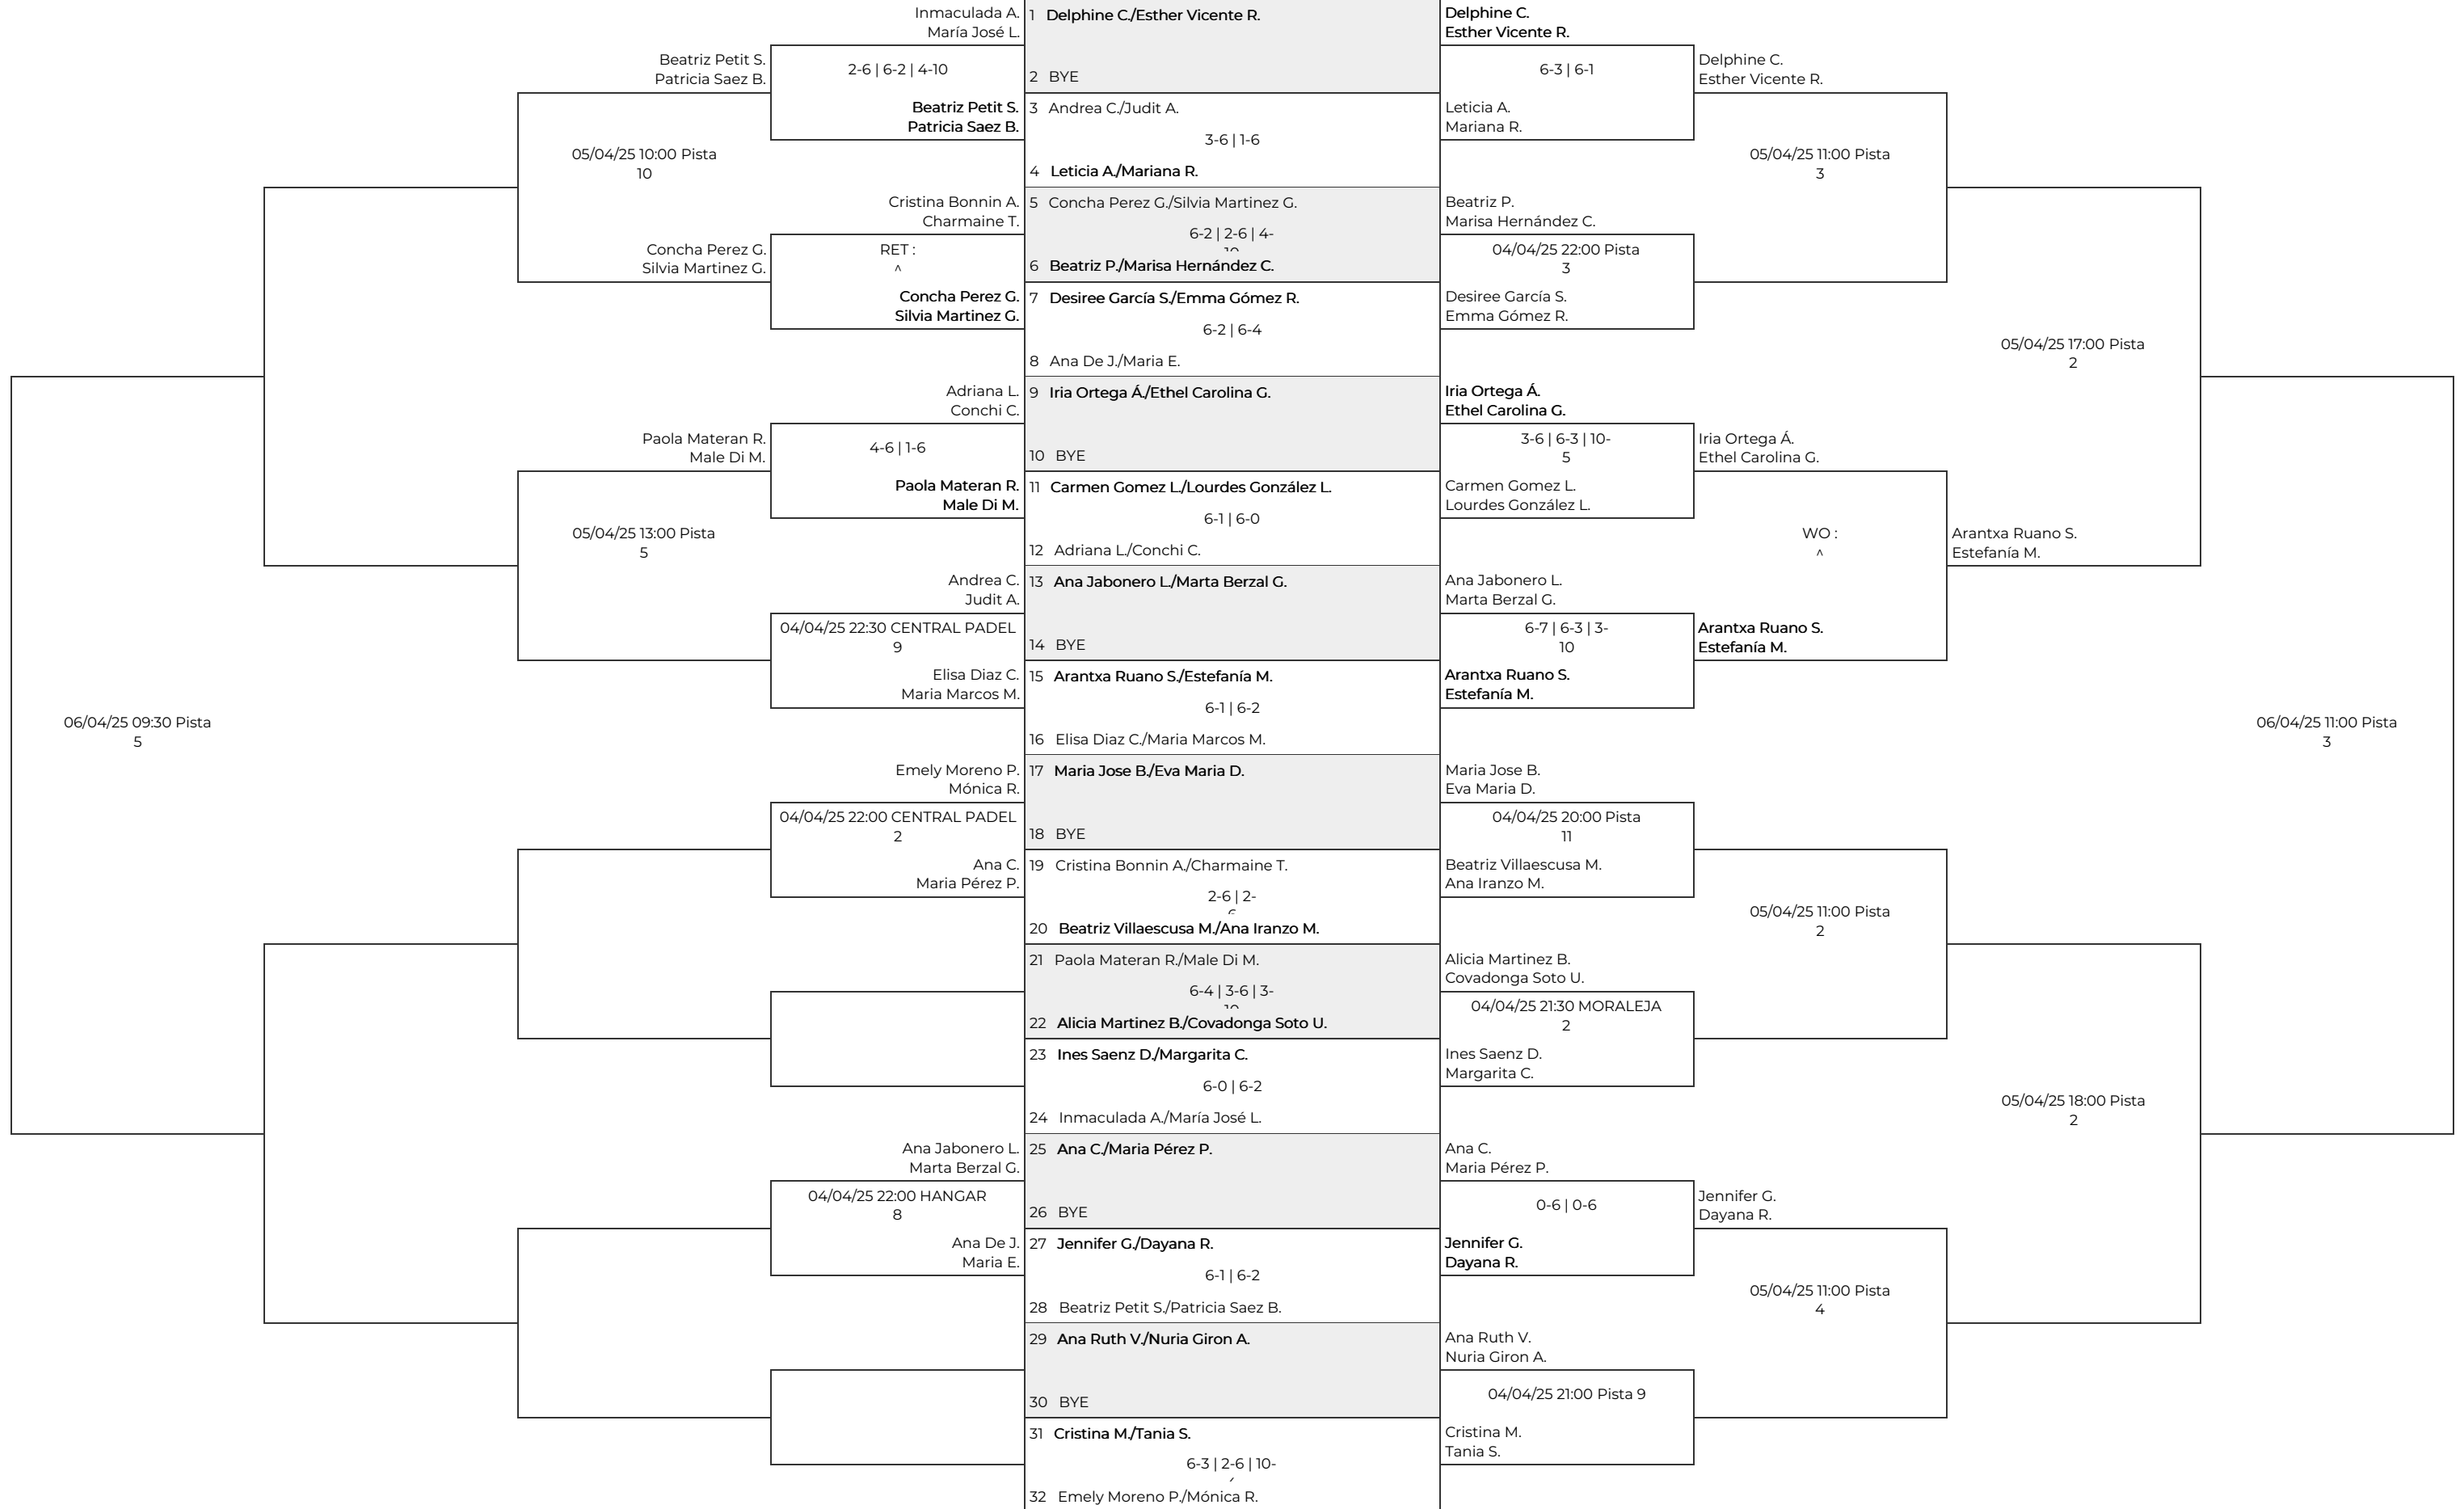 Inmaculada A.
María José L.
Beatriz Petit S.
Patricia Saez B.
2-6 | 6-2 | 4-10
Beatriz Petit S.
Patricia Saez B.
05/04/25 10:00 Pista
10
Cristina Bonnin A.
Charmaine T.
Concha Perez G.
Silvia Martinez G.
RET :
^
Concha Perez G.
Silvia Martinez G.
Adriana L.
Conchi C.
Paola Materan R.
Male Di M.
4-6 | 1-6
Paola Materan R.
Male Di M.
05/04/25 13:00 Pista
5
Andrea C.
Judit A.
04/04/25 22:30 CENTRAL PADEL
9
Elisa Diaz C.
Maria Marcos M.
06/04/25 09:30 Pista
5
Emely Moreno P.
Mónica R.
04/04/25 22:00 CENTRAL PADEL
2
Ana C.
Maria Pérez P.
Ana Jabonero L.
Marta Berzal G.
04/04/25 22:00 HANGAR
8
Ana De J.
Maria E.
1 Delphine C./Esther Vicente R.
2 BYE
3 Andrea C./Judit A.
3-6 | 1-6
4 Leticia A./Mariana R.
5 Concha Perez G./Silvia Martinez G.
6-2 | 2-6 | 4-
6 Beatriz P./Marisa Hernández C.
7 Desiree García S./Emma Gómez R.
6-2 | 6-4
8 Ana De J./Maria E.
9 Iria Ortega Á./Ethel Carolina G.
10 BYE
11 Carmen Gomez L./Lourdes González L.
6-1 | 6-0
12 Adriana L./Conchi C.
13 Ana Jabonero L./Marta Berzal G.
14 BYE
15 Arantxa Ruano S./Estefanía M.
6-1 | 6-2
16 Elisa Diaz C./Maria Marcos M.
17 Maria Jose B./Eva Maria D.
18 BYE
19 Cristina Bonnin A./Charmaine T.
2-6 | 2-
20 Beatriz Villaescusa M./Ana Iranzo M.
21 Paola Materan R./Male Di M.
6-4 | 3-6 | 3-
22 Alicia Martinez B./Covadonga Soto U.
23 Ines Saenz D./Margarita C.
6-0 | 6-2
24 Inmaculada A./María José L.
25 Ana C./Maria Pérez P.
26 BYE
27 Jennifer G./Dayana R.
6-1 | 6-2
28 Beatriz Petit S./Patricia Saez B.
29 Ana Ruth V./Nuria Giron A.
30 BYE
31 Cristina M./Tania S.
6-3 | 2-6 | 10-
32 Emely Moreno P./Mónica R.
Delphine C.
Esther Vicente R.
6-3 | 6-1
Delphine C.
Esther Vicente R.
Leticia A.
Mariana R.
05/04/25 11:00 Pista
3
Beatriz P.
Marisa Hernández C.
04/04/25 22:00 Pista
3
Desiree García S.
Emma Gómez R.
05/04/25 17:00 Pista
2
Iria Ortega Á.
Ethel Carolina G.
3-6 | 6-3 | 10-
5
Iria Ortega Á.
Ethel Carolina G.
Carmen Gomez L.
Lourdes González L.
WO :
^
Arantxa Ruano S.
Estefanía M.
Ana Jabonero L.
Marta Berzal G.
6-7 | 6-3 | 3-
10
Arantxa Ruano S.
Estefanía M.
Arantxa Ruano S.
Estefanía M.
06/04/25 11:00 Pista
3
Maria Jose B.
Eva Maria D.
04/04/25 20:00 Pista
11
Beatriz Villaescusa M.
Ana Iranzo M.
05/04/25 11:00 Pista
2
Alicia Martinez B.
Covadonga Soto U.
04/04/25 21:30 MORALEJA
2
Ines Saenz D.
Margarita C.
05/04/25 18:00 Pista
2
Ana C.
Maria Pérez P.
0-6 | 0-6
Jennifer G.
Dayana R.
Jennifer G.
Dayana R.
05/04/25 11:00 Pista
4
Ana Ruth V.
Nuria Giron A.
04/04/25 21:00 Pista 9
Cristina M.
Tania S.